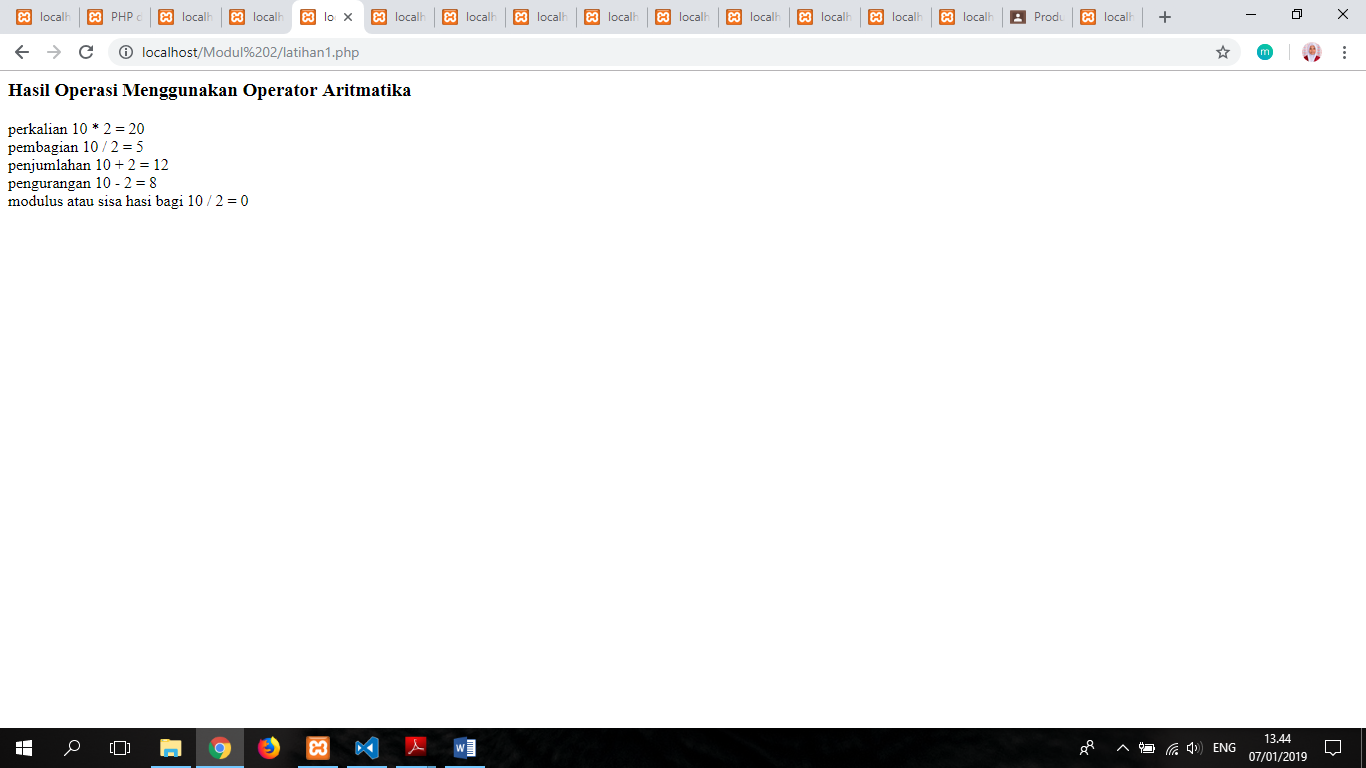 localh PHP c localh localh lo localh localh localh localh localh localh localh localh localh Produ localh
localhost/Modul%202/latihan1.php
m
Hasil Operasi Menggunakan Operator Aritmatika
perkalian 10 * 2 = 20
pembagian 10 / 2 = 5
penjumlahan 10 + 2 = 12
pengurangan 10 - 2 = 8
modulus atau sisa hasi bagi 10 / 2 = 0
ENG
13.44
07/01/2019